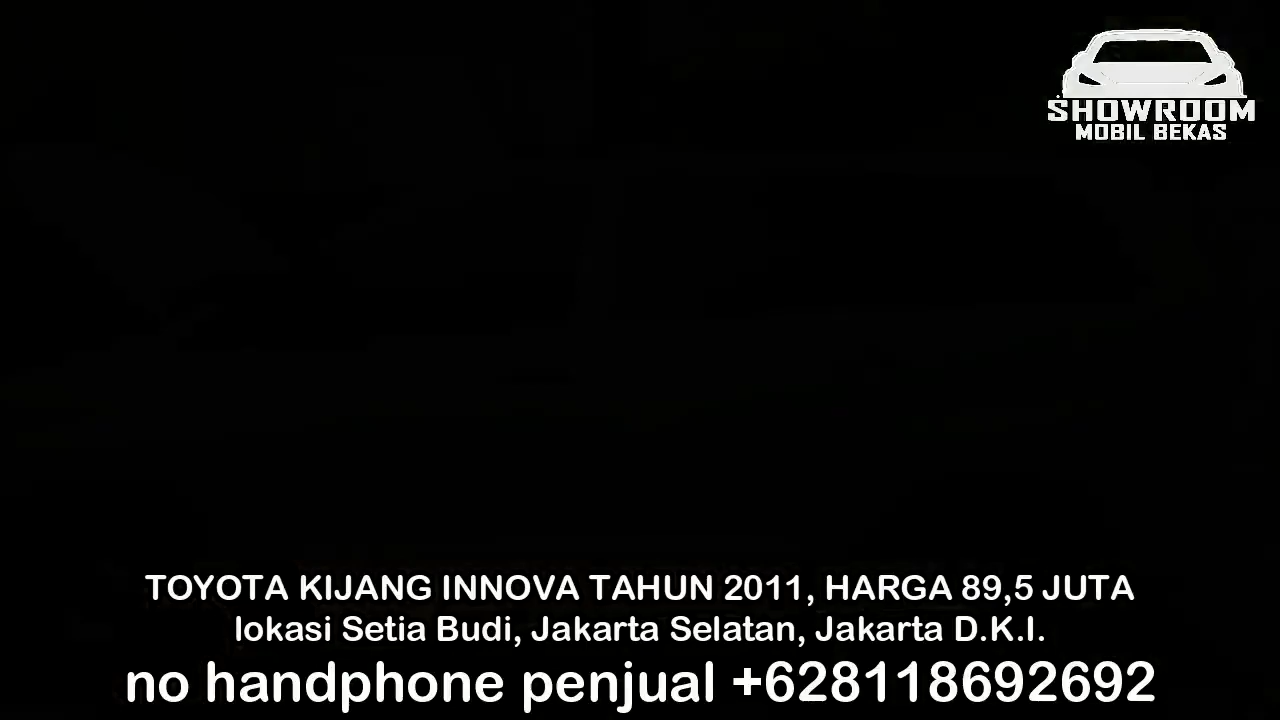 SHOWROOM
MOBIL BEKAS
TOYOTA KIJANG INNOVA TAHUN 2011, HARGA 89,5 JUTA
lokasi Setia Budi, Jakarta Selatan, Jakarta D.K.I.
no handphone penjual +628118692692